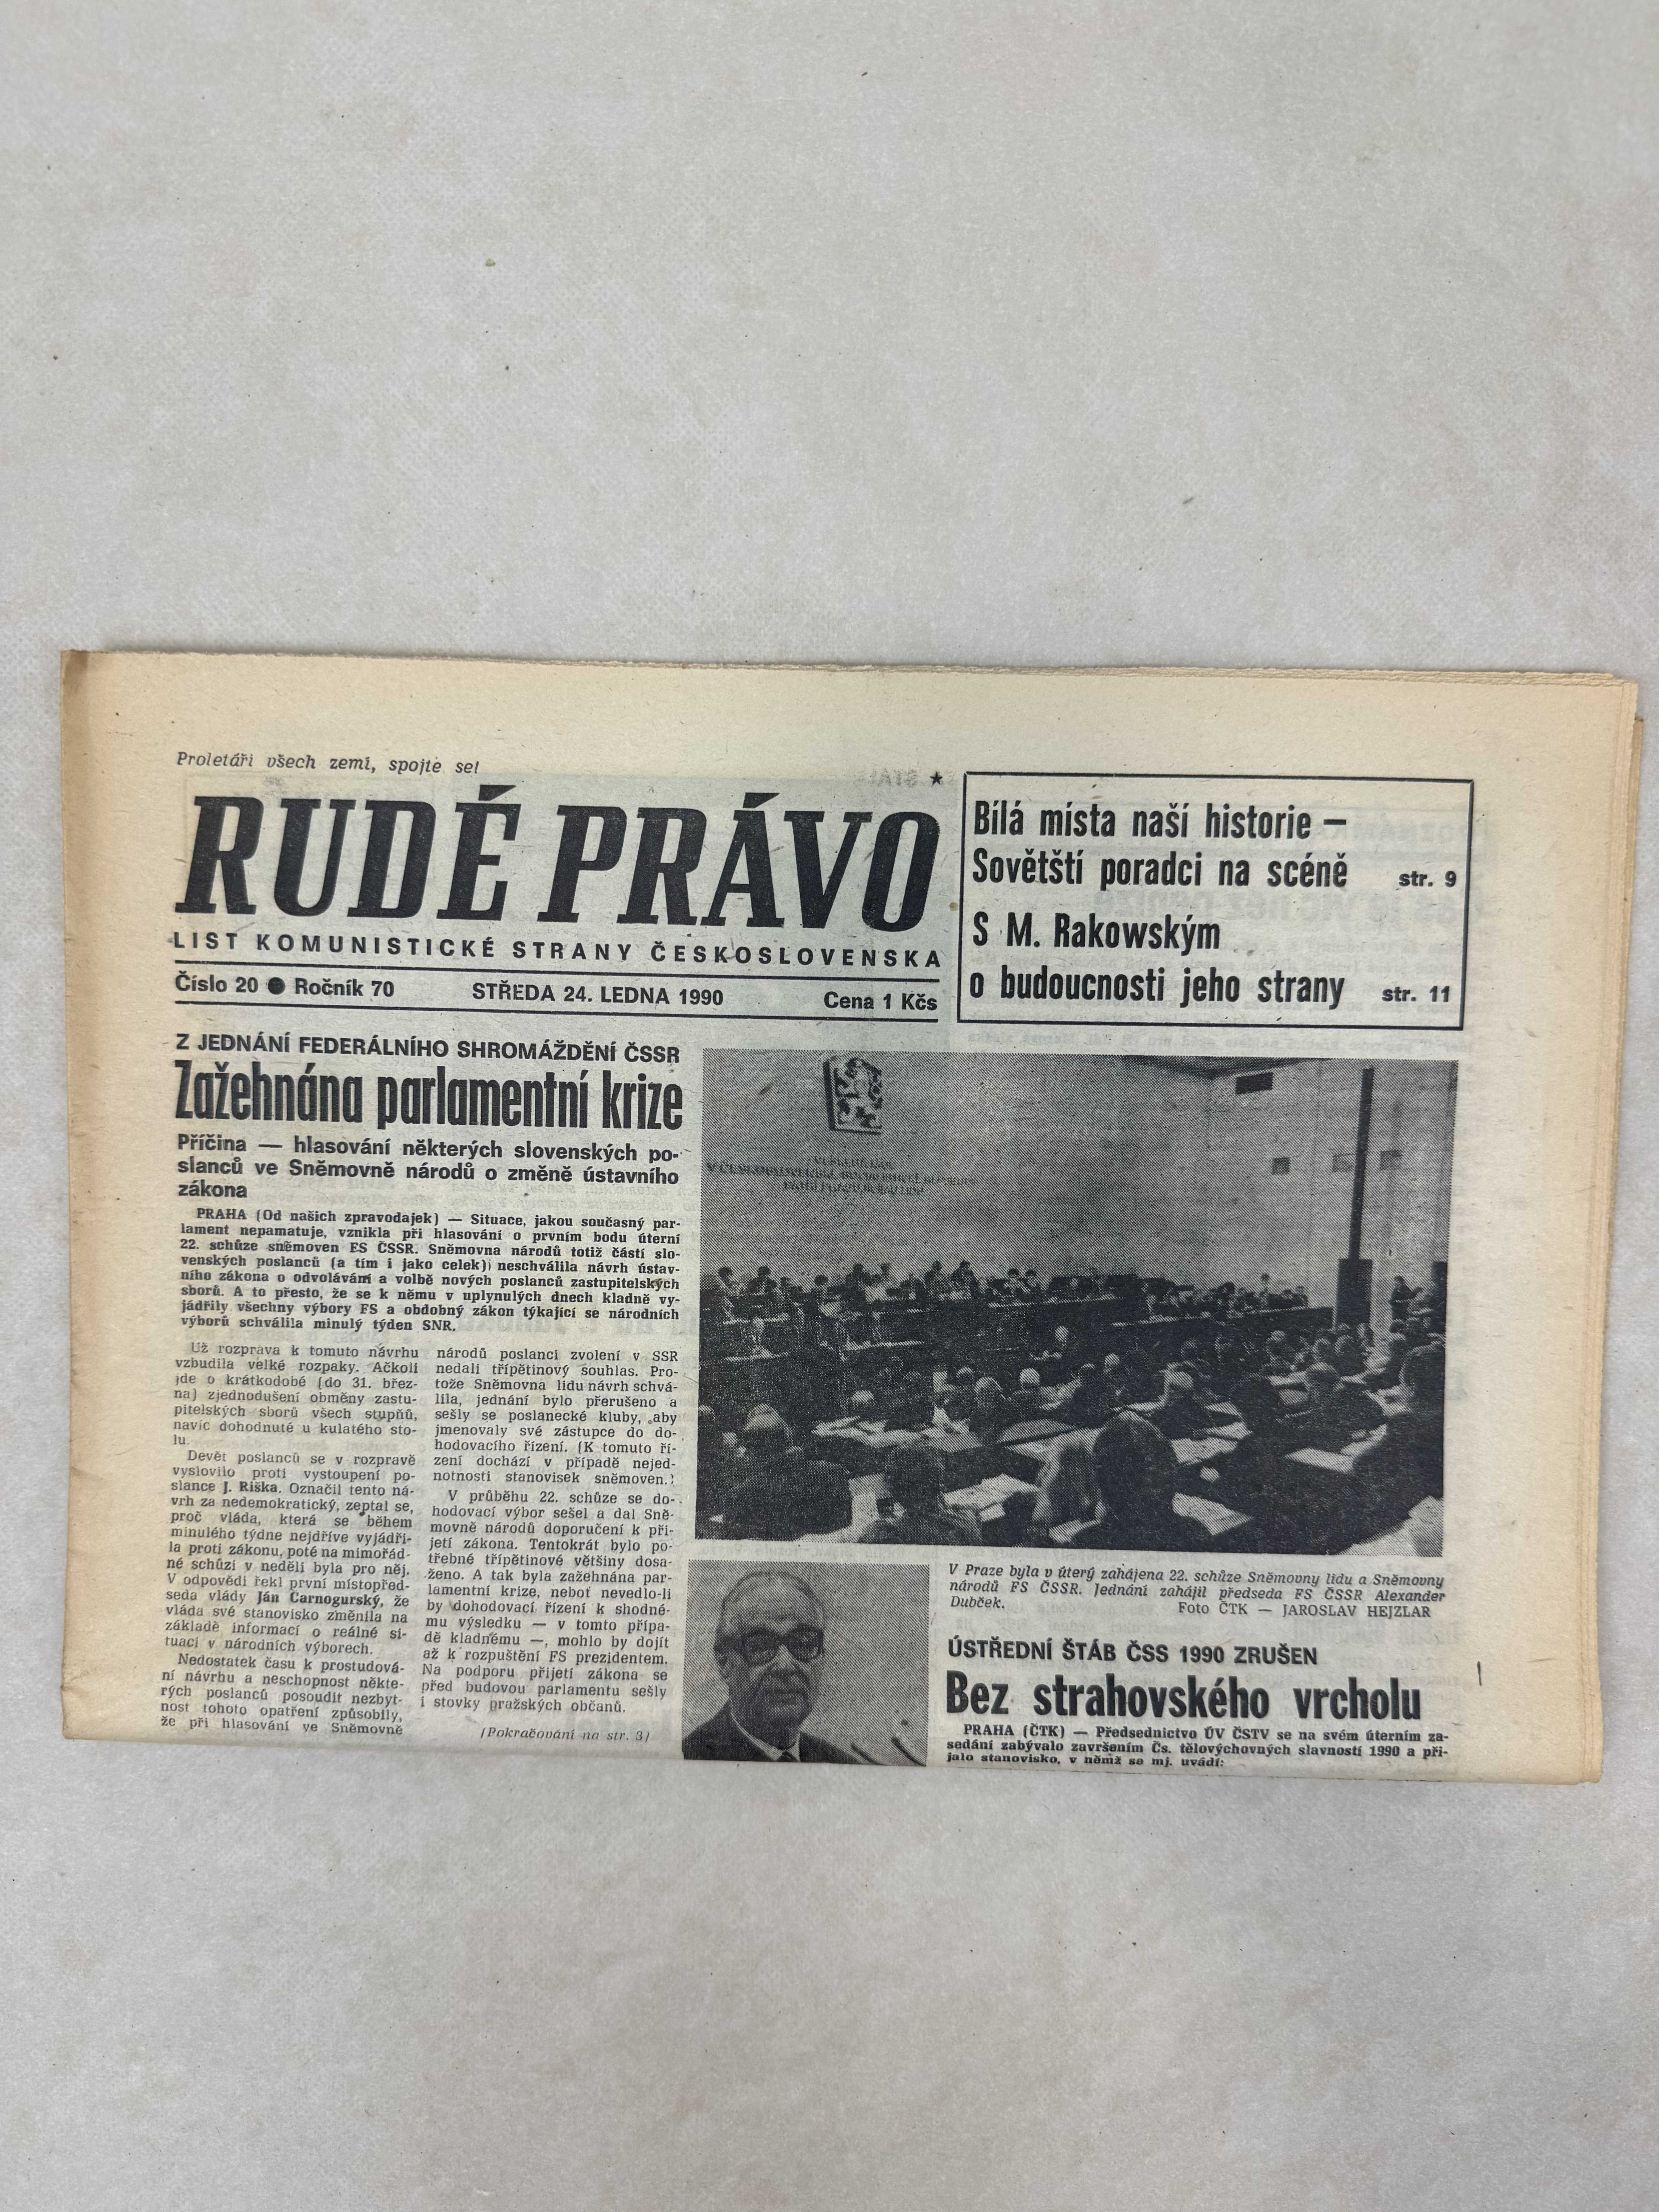 Proletáři všech zemí, spojte se!
RUDÉ PRÁVO
LIST KOMUNISTICKÉ STRANY ČESKOSLOVENSKA
Číslo 20 ● Ročník 70 STŘEDA 24. LEDNA 1990 Cena 1 Kčs
Bílá místa naší historie —
Sovětští poradci na scéně str. 9
S M. Rakowským
o budoucnosti jeho strany str. 11
Z JEDNÁNÍ FEDERÁLNÍHO SHROMÁŽDĚNÍ ČSSR
Zažehnána parlamentní krize
Příčina — hlasování některých slovenských po-
slanců ve Sněmovně národů o změně ústavního
zákona
PRAHA (Od našich zpravodajek) — Situace, jakou současný par-
lament nepamatuje, vznikla při hlasování o prvním bodu úterní
22. schůze sněmoven FS ČSSR. Sněmovna národů totiž částí slo-
venských poslanců (a tím i jako celek) neschválila návrh ústav-
ního zákona o odvolávání a volbě nových poslanců zastupitelských
sborů. A to přesto, že se k němu v uplynulých dnech kladně vy-
jádřily všechny výbory FS a obdobný zákon týkající se národních
výborů schválila minulý týden SNR.
Už rozprava k tomuto návrhu
vzbudila velké rozpaky. Ačkoli
jde o krátkodobé (do 31. břez-
na) zjednodušení obměny zastu-
pitelských sborů všech stupňů,
navíc dohodnuté u kulatého sto-
lu.
Devět poslanců se v rozpravě
vyslovilo proti vystoupení po-
slance J. Riška. Označil tento ná-
vrh za nedemokratický, zeptal se,
proč vláda, která se během
minulého týdne nejdříve vyjádři-
la proti zákonu, poté na mimořád-
né schůzi v neděli byla pro něj.
V odpovědi řekl první místopřed-
seda vlády Ján Čarnogurský, že
vláda své stanovisko změnila na
základě informací o reálné si-
tuaci v národních výborech.
Nedostatek času k prostudová-
ní návrhu a neschopnost někte-
rých poslanců posoudit nezbyt-
nost tohoto opatření způsobily,
že při hlasování ve Sněmovně
národů poslanci zvolení v SSR
nedali třípětinový souhlas. Pro-
tože Sněmovna lidu návrh schvá-
lila, jednání bylo přerušeno a
sešly se poslanecké kluby, aby
jmenovaly své zástupce do do-
hodovacího řízení. (K tomuto ří-
zení dochází v případě nejed-
notnosti stanovisek sněmoven.)
V průběhu 22. schůze se do-
hodovací výbor sešel a dal Sně-
movně národů doporučení k při-
jetí zákona. Tentokrát bylo po-
třebné třípětinové většiny dosa-
ženo. A tak byla zažehnána par-
lamentní krize, neboť nevedlo-li
by dohodovací řízení k shodné-
mu výsledku — v tomto přípa-
dě kladnému —, mohlo by dojít
až k rozpuštění FS prezidentem.
Na podporu přijetí zákona se
před budovou parlamentu sešly
i stovky pražských občanů.
(Pokračování na str. 3)
V Praze byla v úterý zahájena 22. schůze Sněmovny lidu a Sněmovny
národů FS ČSSR. Jednání zahájil předseda FS ČSSR Alexander
Dubček. Foto ČTK — JAROSLAV HEJZLAR
ÚSTŘEDNÍ ŠTÁB ČSS 1990 ZRUŠEN
Bez strahovského vrcholu
PRAHA (ČTK) — Předsednictvo ÚV ČSTV se na svém úterním za-
sedání zabývalo završením Čs. tělovýchovných slavností 1990 a při-
jalo stanovisko, v němž se mj. uvádí: